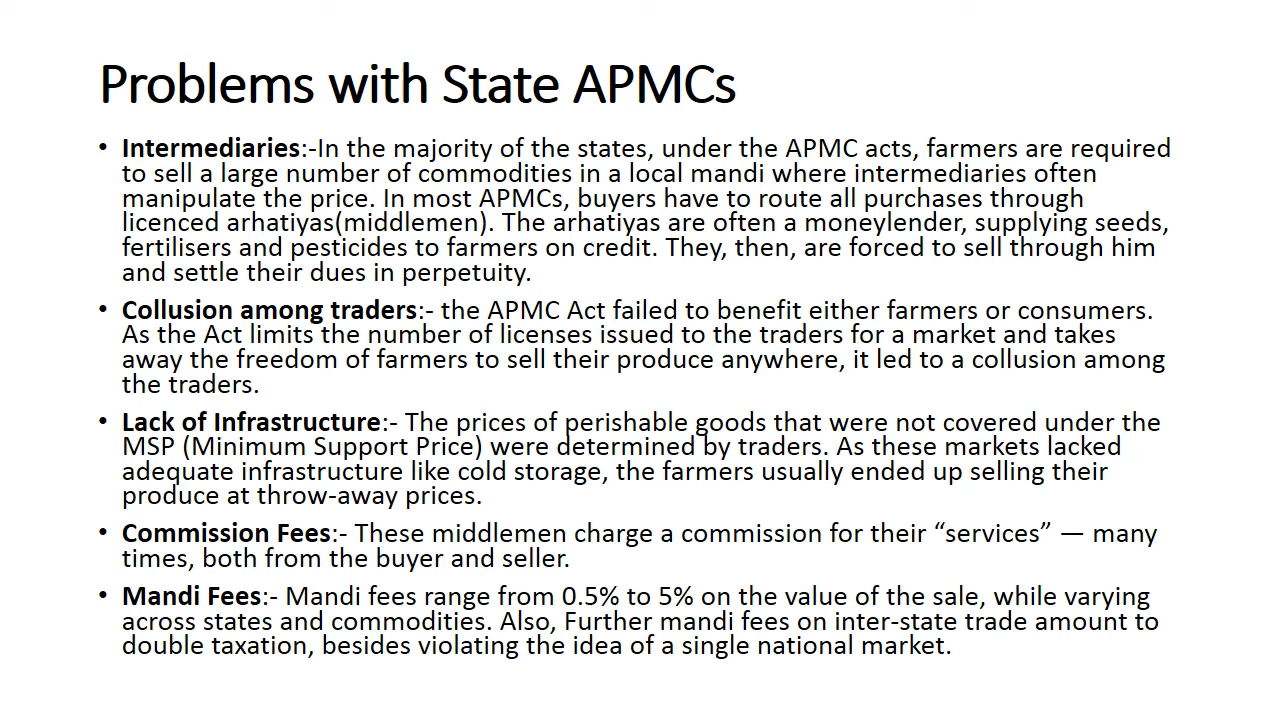 Problems with State APMCs
• Intermediaries:-In the majority of the states, under the APMC acts, farmers are required
to sell a large number of commodities in a local mandi where intermediaries often
manipulate the price. In most APMCs, buyers have to route all purchases through
licenced arhatiyas(middlemen). The arhatiyas are often a moneylender, supplying seeds,
fertilisers and pesticides to farmers on credit. They, then, are forced to sell through him
and settle their dues in perpetuity.
• Collusion among traders:- the APMC Act failed to benefit either farmers or consumers.
As the Act limits the number of licenses issued to the traders for a market and takes
away the freedom of farmers to sell their produce anywhere, it led to a collusion among
the traders.
• Lack of Infrastructure:- The prices of perishable goods that were not covered under the
MSP (Minimum Support Price) were determined by traders. As these markets lacked
adequate infrastructure like cold storage, the farmers usually ended up selling their
produce at throw-away prices.
• Commission Fees:- These middlemen charge a commission for their “services” — many
times, both from the buyer and seller.
• Mandi Fees:- Mandi fees range from 0.5% to 5% on the value of the sale, while varying
across states and commodities. Also, Further mandi fees on inter-state trade amount to
double taxation, besides violating the idea of a single national market.